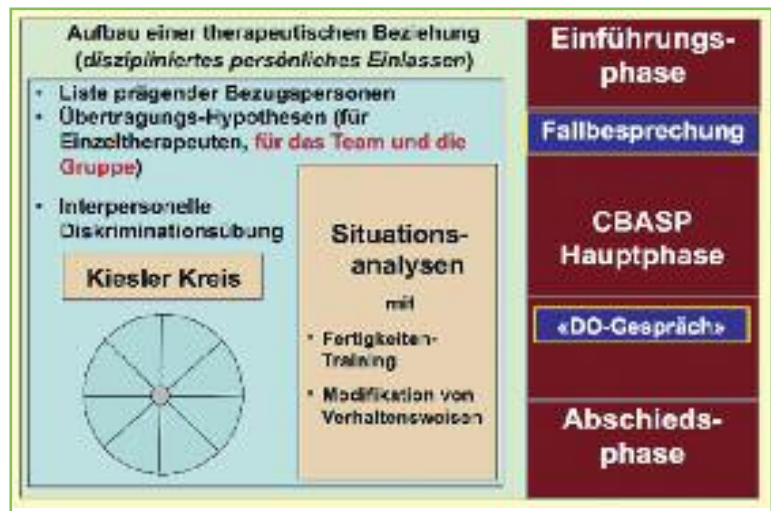 Aufbau einer therapeutischen Beziehung
(diszipliniertes persönliches Einlassen)
• Liste prägender Bezugspersonen
• Übertragungs-Hypothesen (für
Einzeltherapeuten, für das Team und die
Gruppe)
• Interpersonelle
Diskriminationsübung
Kiesler Kreis
Situations-
analysen
mit
• Fertigkeiten-
Training
• Modifikation von
Verhaltensweisen
Einführungs-
phase
Fallbesprechung
CBASP
Hauptphase
«DO-Gespräch»
Abschieds-
phase